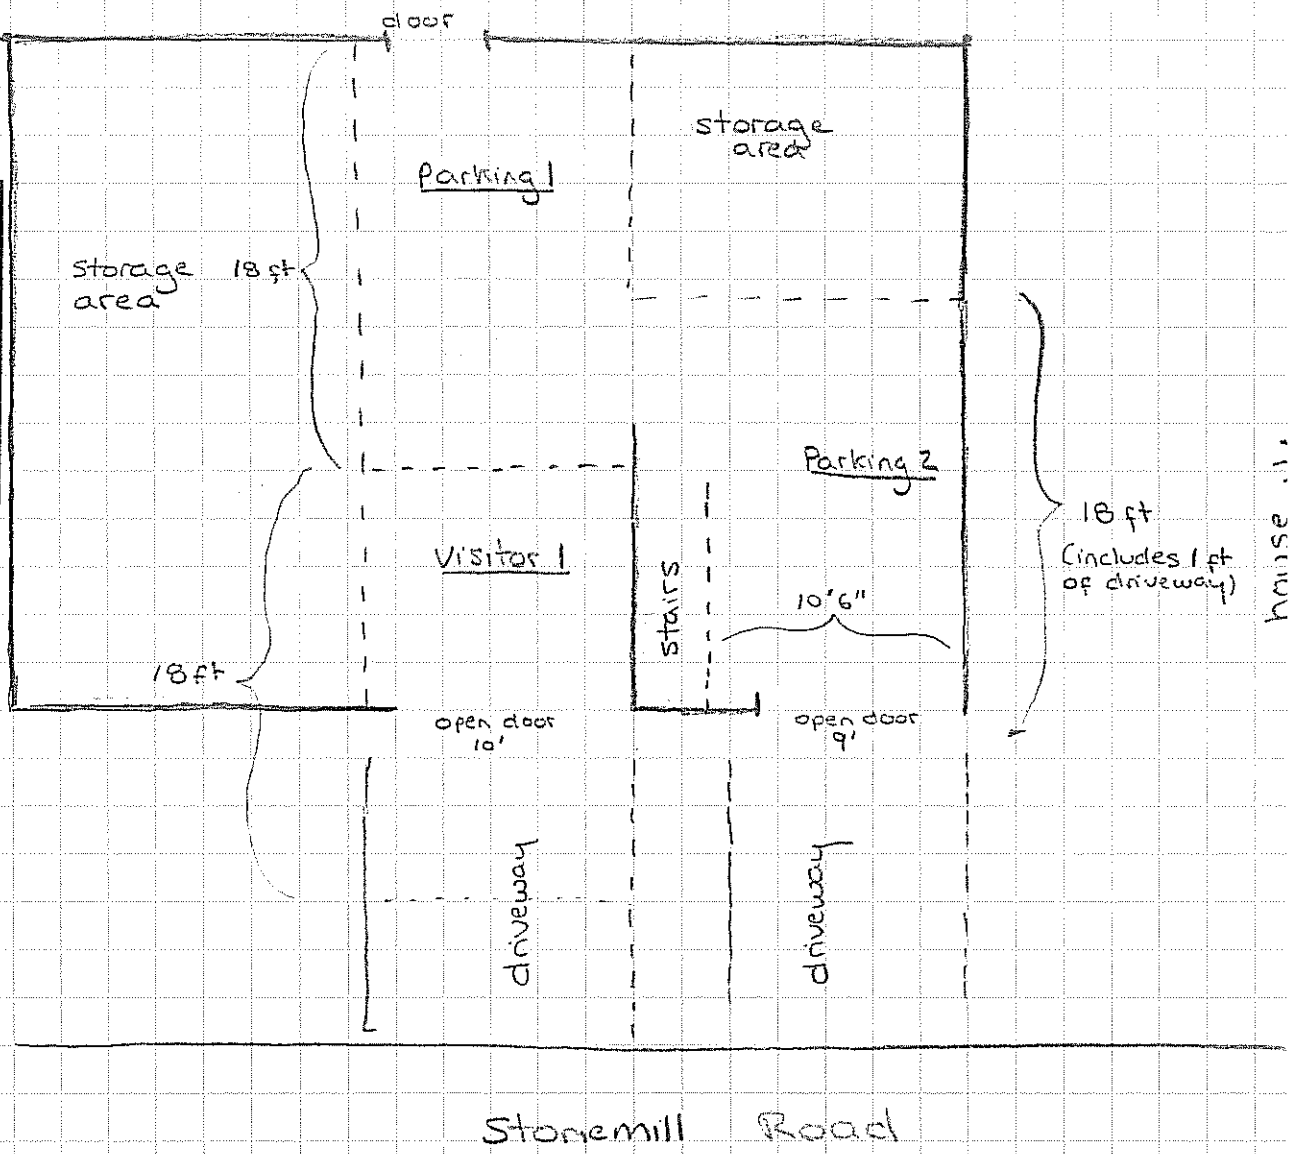 door
storage
area
Parking 1
storage
area
18 ft
Parking 2
18 ft
(includes 1 ft
of driveway)
Visitor 1
stairs
10'6"
18 ft
open door
10'
open door
9'
driveway
driveway
Stonemill Road